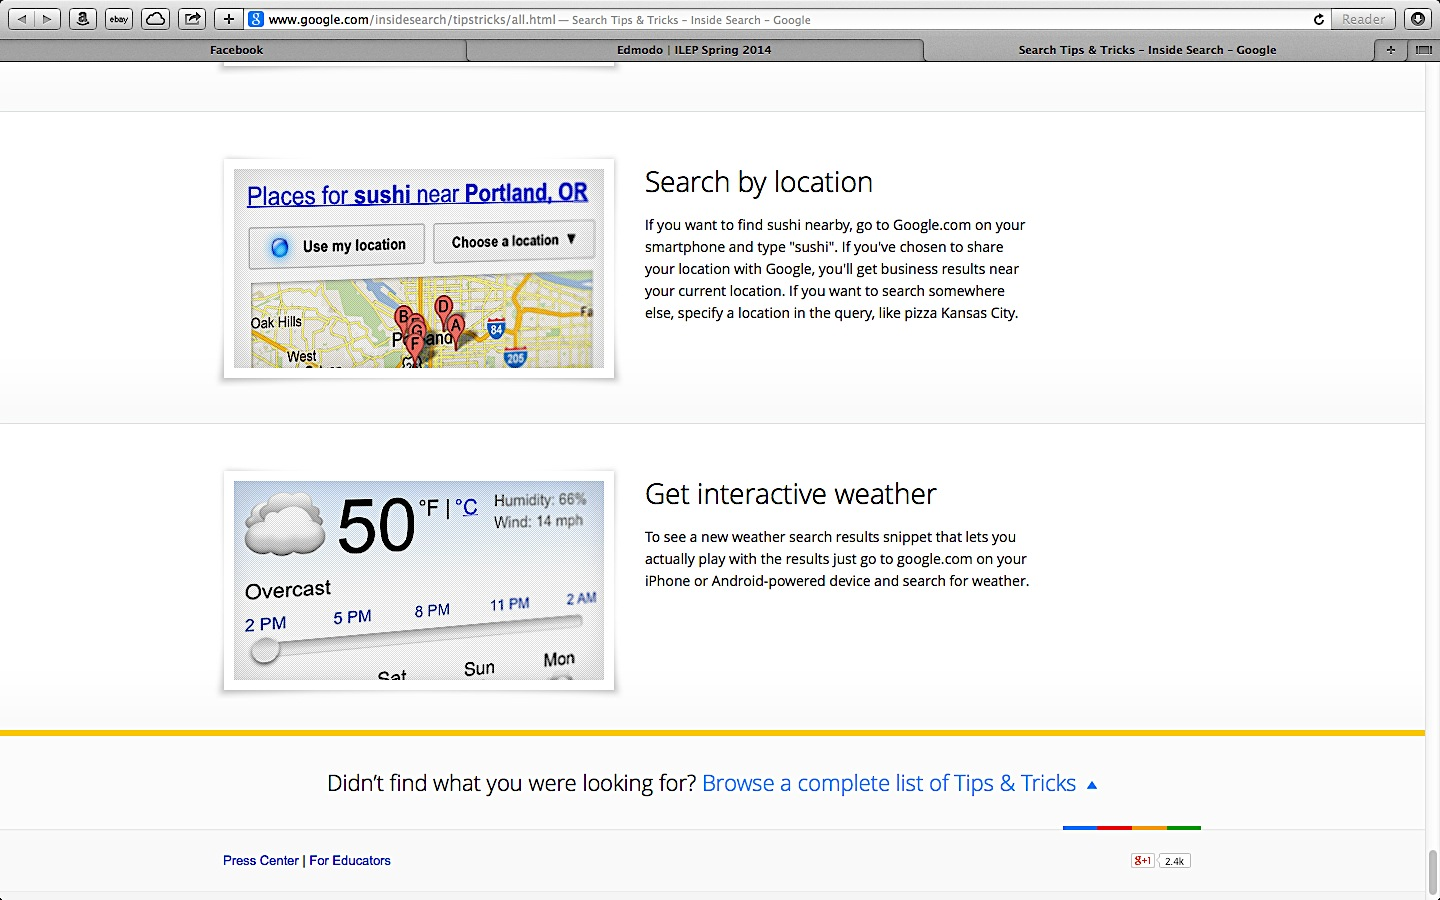 a
ebay
+
8
www.google.com/insidesearch/tipstricks/all.html — Search Tips & Tricks – Inside Search – Google
Reader
Facebook
Edmodo | ILEP Spring 2014
Search Tips & Tricks – Inside Search – Google
+
Places for sushi near Portland, OR
Use my location
Choose a location ▼
Oak Hills
West
B
D
G
A
F
84
205
Search by location
If you want to find sushi nearby, go to Google.com on your
smartphone and type "sushi". If you've chosen to share
your location with Google, you'll get business results near
your current location. If you want to search somewhere
else, specify a location in the query, like pizza Kansas City.
50 °F | °C
Humidity: 66%
Wind: 14 mph
Overcast
2 PM 5 PM 8 PM 11 PM 2 AM
Sat Sun Mon
Get interactive weather
To see a new weather search results snippet that lets you
actually play with the results just go to google.com on your
iPhone or Android-powered device and search for weather.
Didn't find what you were looking for? Browse a complete list of Tips & Tricks ▲
Press Center | For Educators
g+1 2.4k